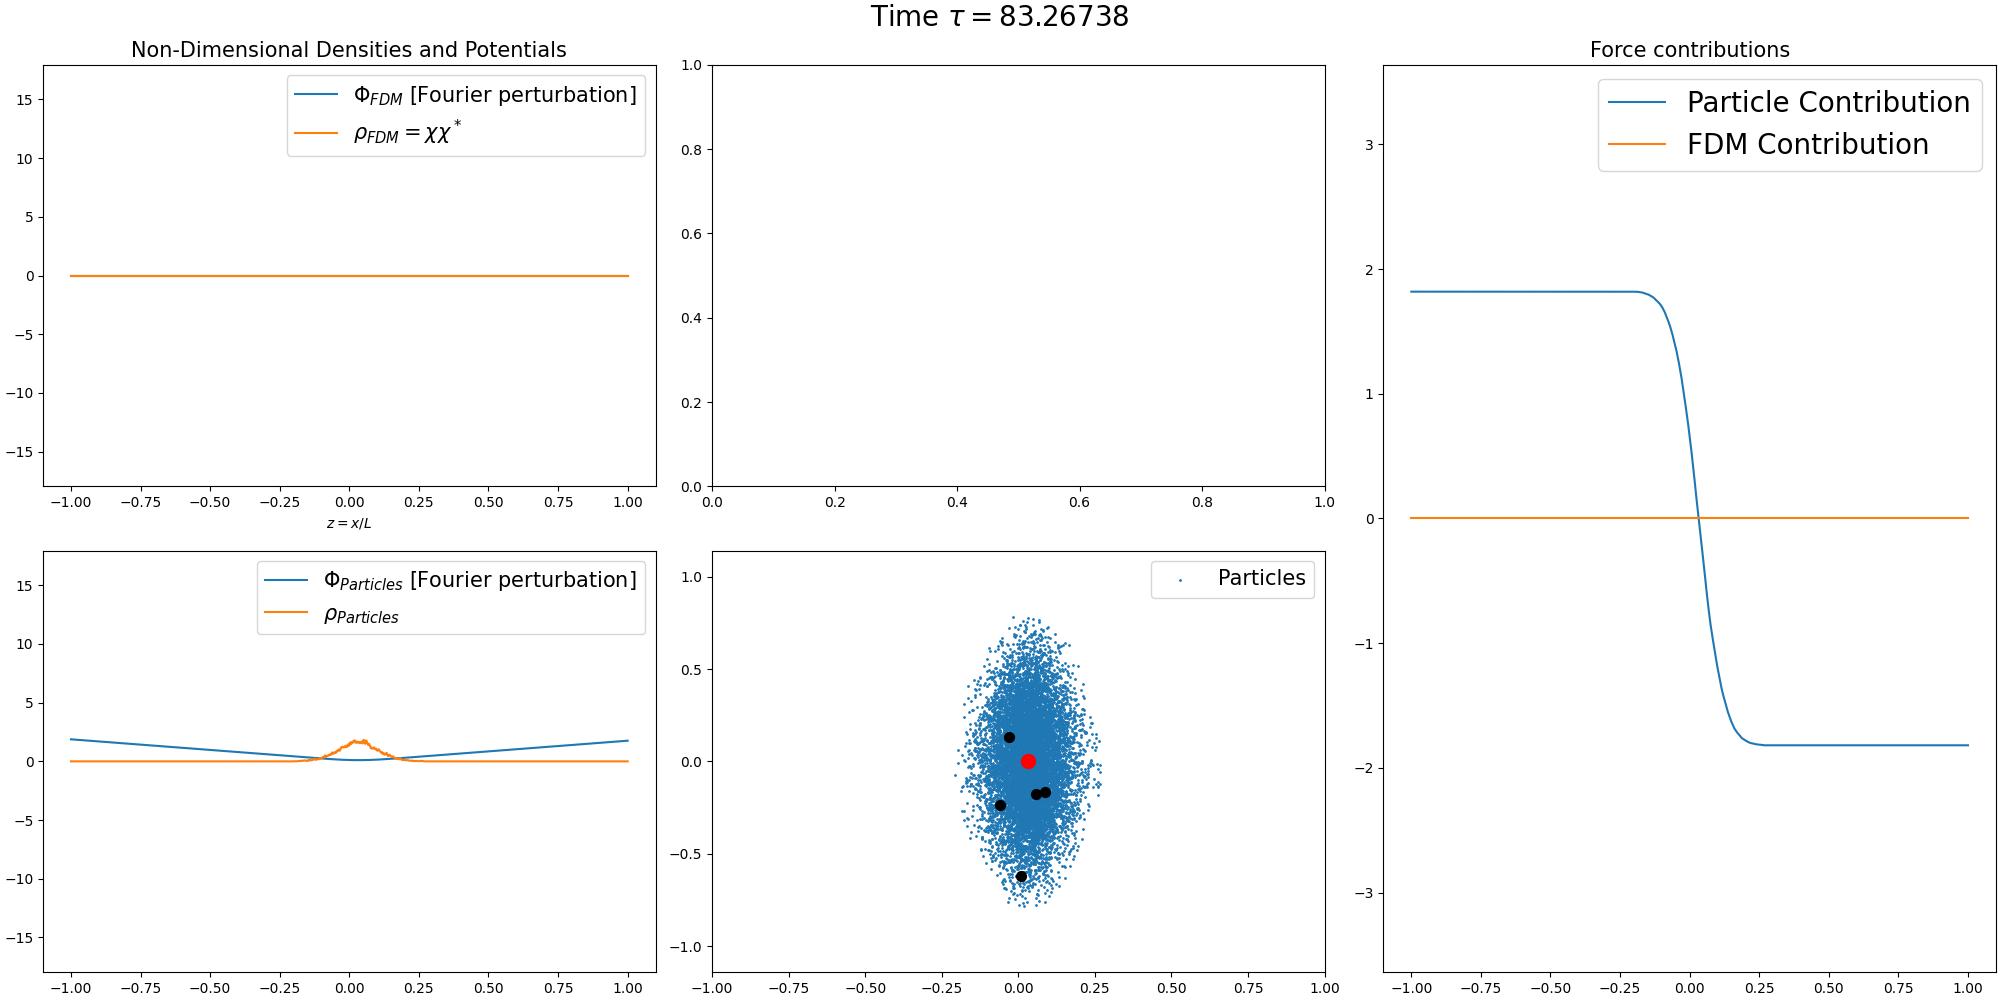 Time τ = 83.26738
Non-Dimensional Densities and Potentials
Φ_FDM [Fourier perturbation]
ρ_FDM = χχ*
15
10
5
0
−5
−10
−15
−1.00 −0.75 −0.50 −0.25 0.00 0.25 0.50 0.75 1.00
z = x/L
1.0
0.8
0.6
0.4
0.2
0.0
0.0 0.2 0.4 0.6 0.8 1.0
Force contributions
Particle Contribution
FDM Contribution
3
2
1
0
−1
−2
−3
−1.00 −0.75 −0.50 −0.25 0.00 0.25 0.50 0.75 1.00
Φ_Particles [Fourier perturbation]
ρ_Particles
15
10
5
0
−5
−10
−15
−1.00 −0.75 −0.50 −0.25 0.00 0.25 0.50 0.75 1.00
Particles
1.0
0.5
0.0
−0.5
−1.0
−1.00 −0.75 −0.50 −0.25 0.00 0.25 0.50 0.75 1.00